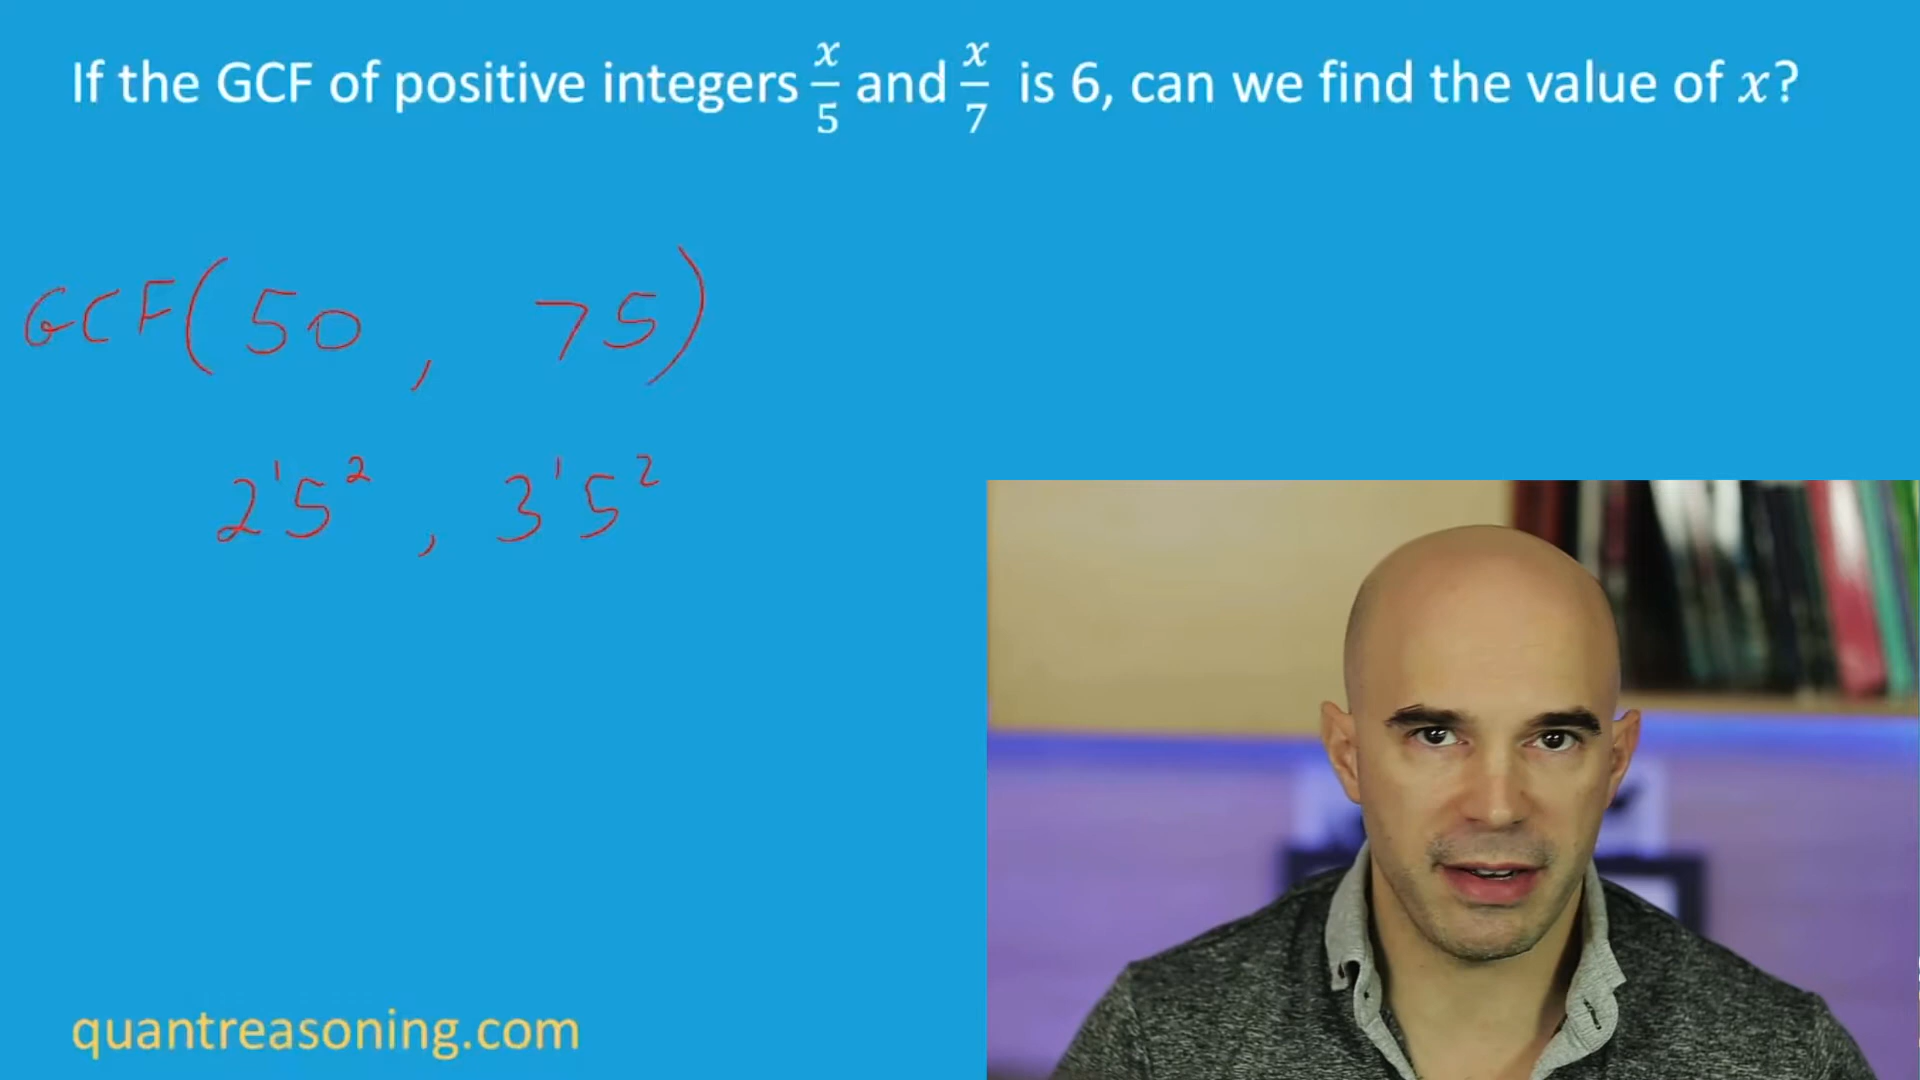 If the GCF of positive integers x/5 and x/7 is 6, can we find the value of x?
GCF(50, 75)
2¹5², 3¹5²
quantreasoning.com